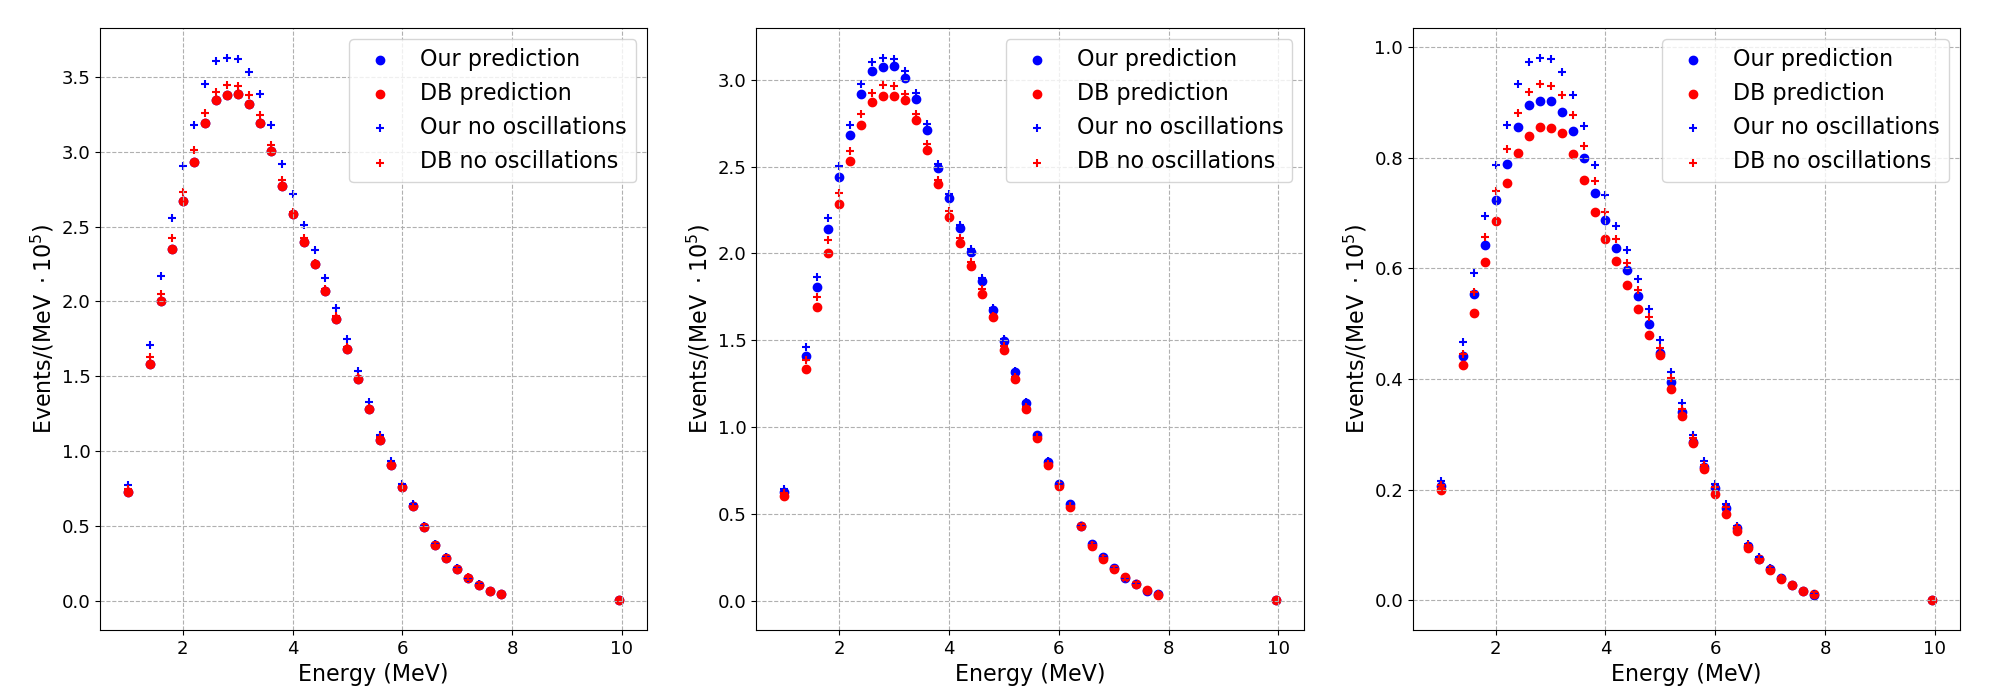 Events/(MeV · 10⁵)
3.5
3.0
2.5
2.0
1.5
1.0
0.5
0.0
2 4 6 8 10
Energy (MeV)
Our prediction
DB prediction
Our no oscillations
DB no oscillations
Events/(MeV · 10⁵)
3.0
2.5
2.0
1.5
1.0
0.5
0.0
2 4 6 8 10
Energy (MeV)
Our prediction
DB prediction
Our no oscillations
DB no oscillations
Events/(MeV · 10⁵)
1.0
0.8
0.6
0.4
0.2
0.0
2 4 6 8 10
Energy (MeV)
Our prediction
DB prediction
Our no oscillations
DB no oscillations